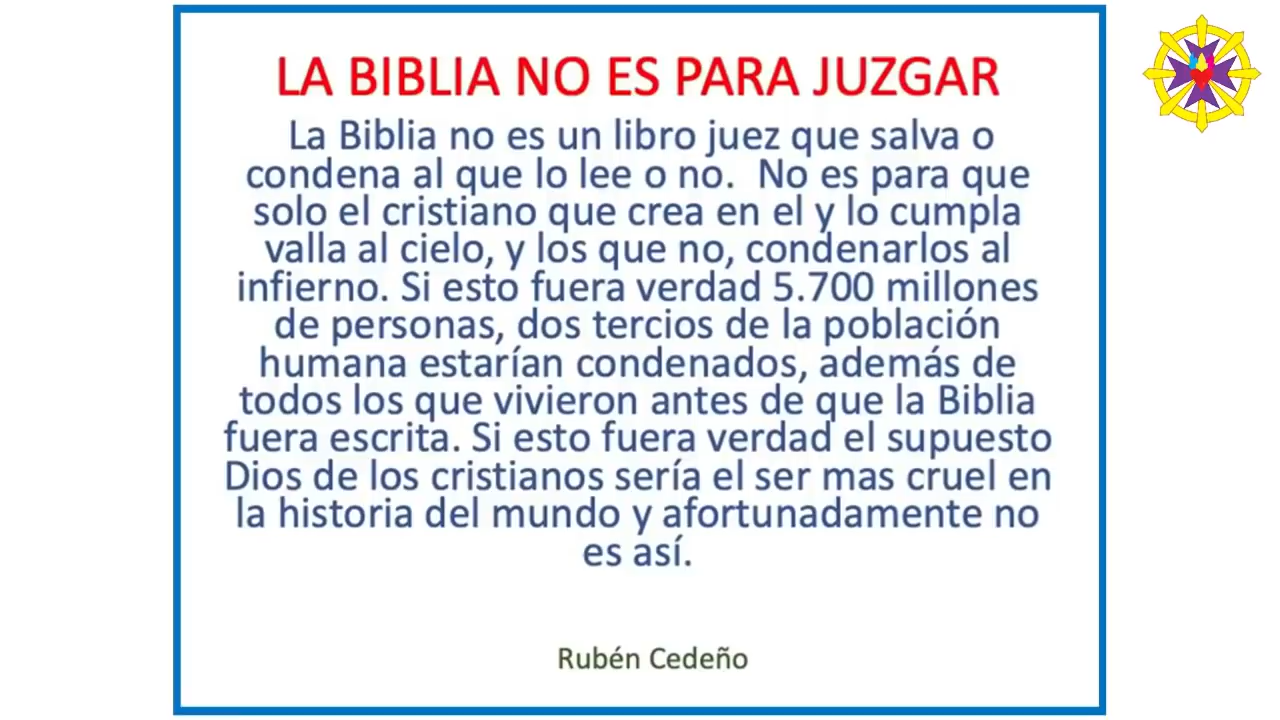 LA BIBLIA NO ES PARA JUZGAR
La Biblia no es un libro juez que salva o
condena al que lo lee o no.  No es para que
solo el cristiano que crea en el y lo cumpla
valla al cielo, y los que no, condenarlos al
infierno. Si esto fuera verdad 5.700 millones
de personas, dos tercios de la población
humana estarían condenados, además de
todos los que vivieron antes de que la Biblia
fuera escrita. Si esto fuera verdad el supuesto
Dios de los cristianos sería el ser mas cruel en
la historia del mundo y afortunadamente no
es así.
Rubén Cedeño